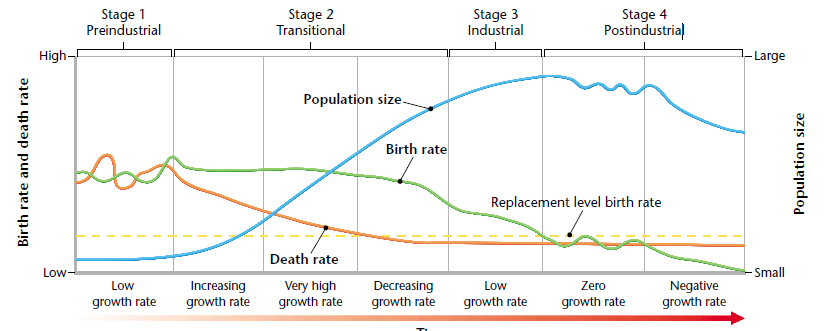 Stage 1
Preindustrial
Stage 2
Transitional
Stage 3
Industrial
Stage 4
Postindustrial
High
Large
Population size
Birth rate
Replacement level birth rate
Death rate
Low
Small
Birth rate and death rate
Population size
Low
growth rate
Increasing
growth rate
Very high
growth rate
Decreasing
growth rate
Low
growth rate
Zero
growth rate
Negative
growth rate